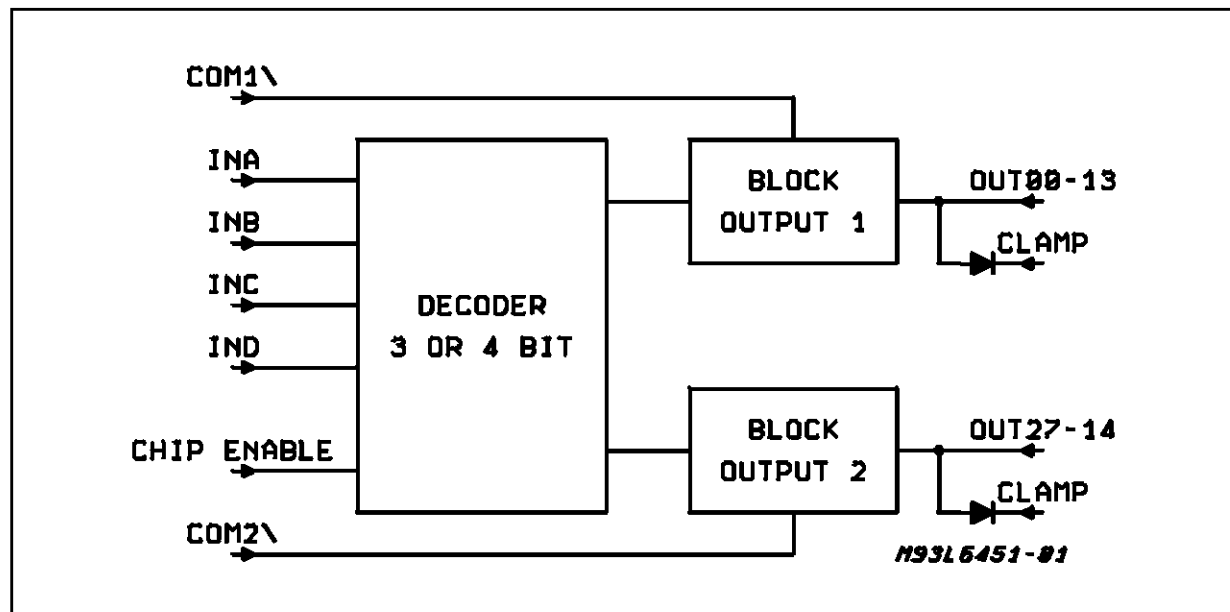 COM1\
INA
INB
INC
IND
CHIP ENABLE
COM2\
DECODER
3 OR 4 BIT
BLOCK
OUTPUT 1
OUT00-13
CLAMP
BLOCK
OUTPUT 2
OUT27-14
CLAMP
M93L6451-01